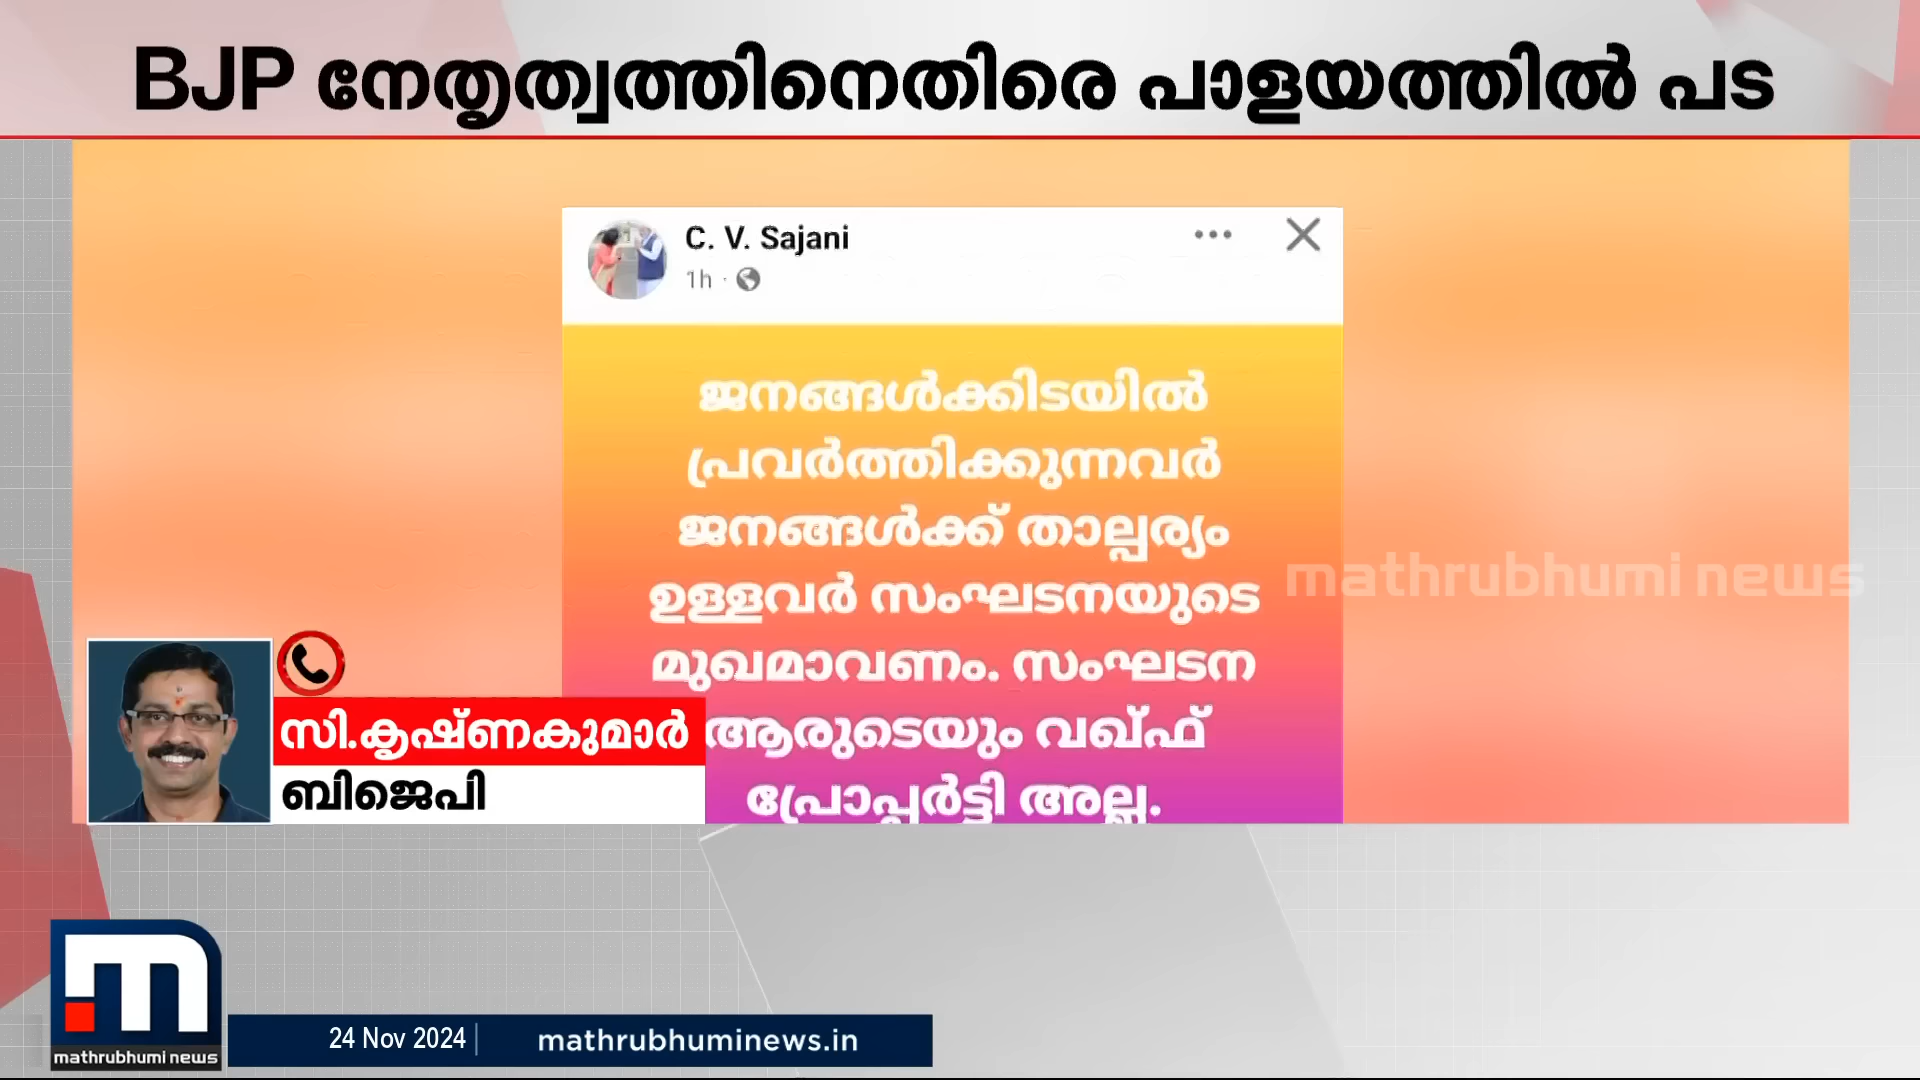 BJP നേതൃത്വത്തിനെതിരെ പാളയത്തിൽ പട
C. V. Sajani
1h ·
ജനങ്ങൾക്കിടയിൽ
പ്രവർത്തിക്കുന്നവർ
ജനങ്ങൾക്ക് താല്പര്യം
ഉള്ളവർ സംഘടനയുടെ
മുഖമാവണം. സംഘടന
ആരുടെയും വഖ്ഫ്
പ്രോപ്പർട്ടി അല്ല.
mathrubhumi news
സി.കൃഷ്ണകുമാർ
ബിജെപി
mathrubhumi news
24 Nov 2024
mathrubhuminews.in